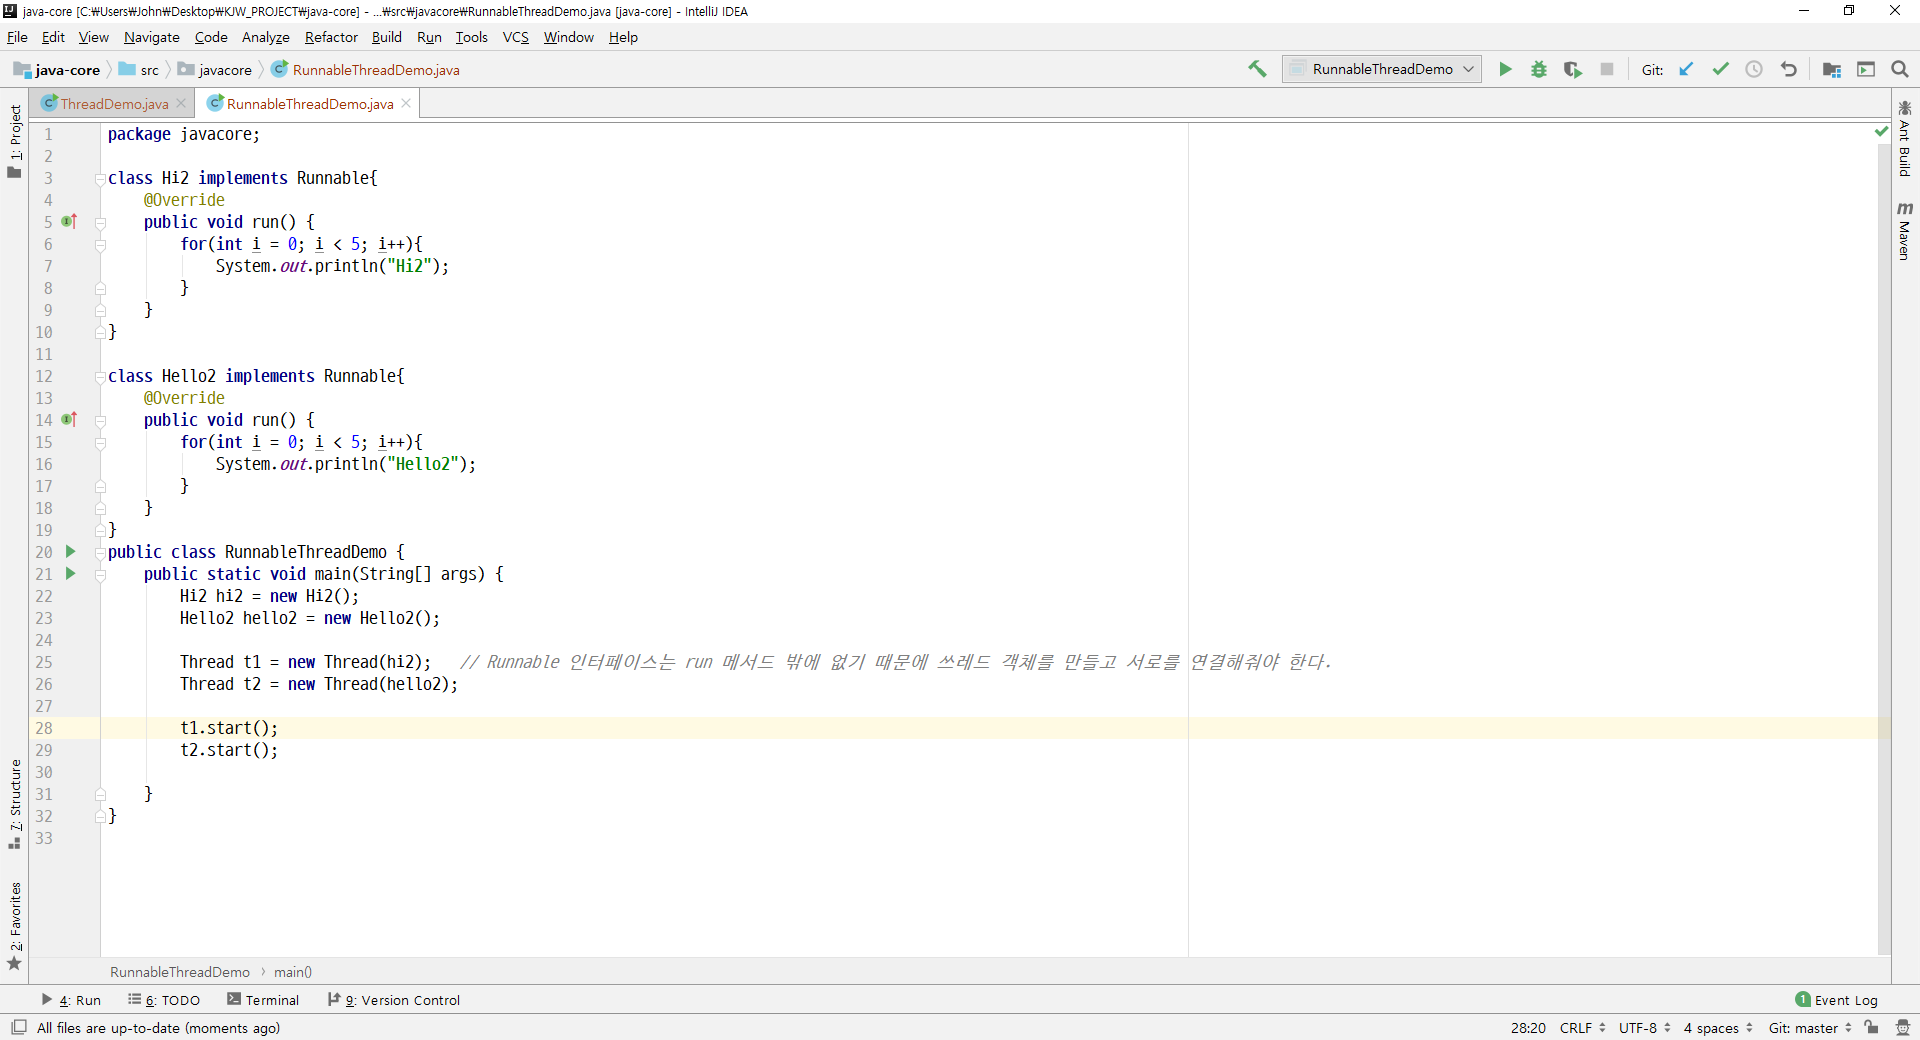 java-core [C:￦Users￦John￦Desktop￦KJW_PROJECT￦java-core] - ...￦src￦javacore￦RunnableThreadDemo.java [java-core] - IntelliJ IDEA
File Edit View Navigate Code Analyze Refactor Build Run Tools VCS Window Help
java-core src javacore RunnableThreadDemo.java RunnableThreadDemo Git:
ThreadDemo.java RunnableThreadDemo.java
1: Project
7: Structure
2: Favorites
1 package javacore;
2
3 class Hi2 implements Runnable{
4     @Override
5     public void run() {
6         for(int i = 0; i < 5; i++){
7             System.out.println("Hi2");
8         }
9     }
10 }
11
12 class Hello2 implements Runnable{
13     @Override
14     public void run() {
15         for(int i = 0; i < 5; i++){
16             System.out.println("Hello2");
17         }
18     }
19 }
20 public class RunnableThreadDemo {
21     public static void main(String[] args) {
22         Hi2 hi2 = new Hi2();
23         Hello2 hello2 = new Hello2();
24
25         Thread t1 = new Thread(hi2);   // Runnable 인터페이스는 run 메서드 밖에 없기 때문에 쓰레드 객체를 만들고 서로를 연결해줘야 한다.
26         Thread t2 = new Thread(hello2);
27
28         t1.start();
29         t2.start();
30
31     }
32 }
33
Ant Build
m Maven
RunnableThreadDemo › main()
4: Run 6: TODO Terminal 9: Version Control 1 Event Log
All files are up-to-date (moments ago) 28:20 CRLF UTF-8 4 spaces Git: master